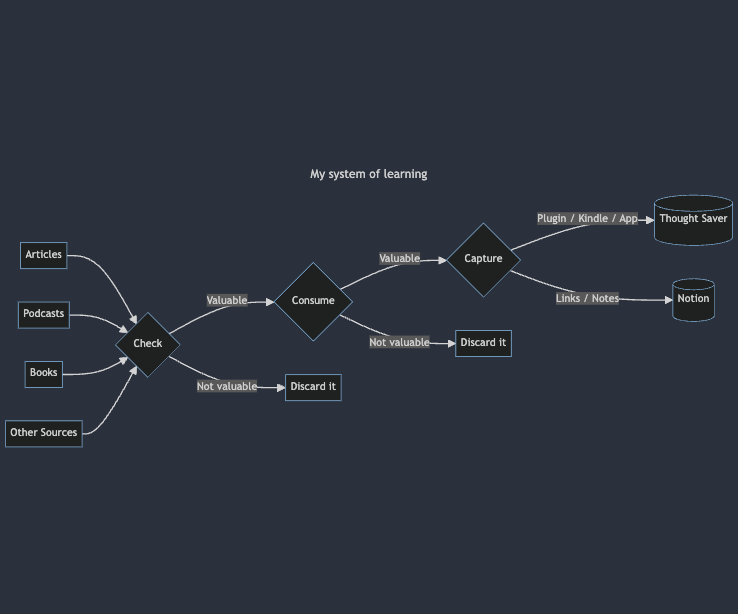 My system of learning
Articles
Podcasts
Books
Other Sources
Check
Valuable
Not valuable
Discard it
Consume
Valuable
Not valuable
Discard it
Capture
Plugin / Kindle / App
Links / Notes
Thought Saver
Notion